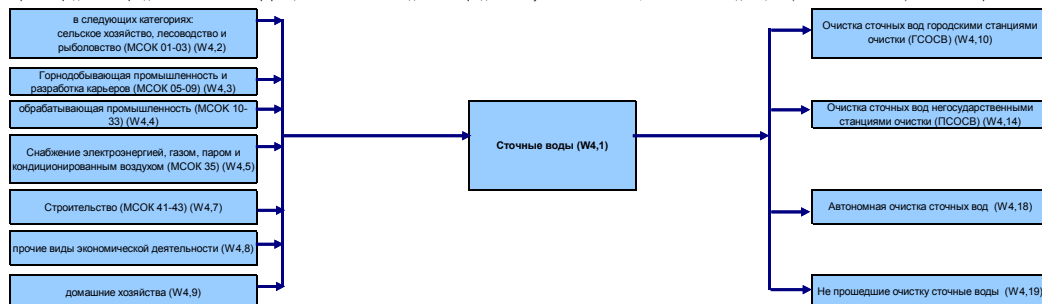 в следующих категориях:
сельское хозяйство, лесоводство и
рыболовство (МСОК 01-03) (W4,2)
Горнодобывающая промышленность и
разработка карьеров (МСОК 05-09) (W4,3)
обрабатывающая промышленность (МСОК 10-
33) (W4,4)
Снабжение электроэнергией, газом, паром и
кондиционированным воздухом (МСОК 35) (W4,5)
Строительство (МСОК 41-43) (W4,7)
прочие виды экономической деятельности (W4,8)
домашние хозяйства (W4,9)
Сточные воды (W4,1)
Очистка сточных вод городскими станциями
очистки (ГСОСВ) (W4,10)
Очистка сточных вод негосударственными
станциями очистки (ПСОСВ) (W4,14)
Автономная очистка сточных вод (W4,18)
Не прошедшие очистку сточные воды (W4,19)